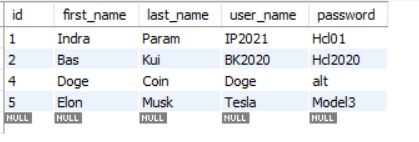 id first_name last_name user_name password
1 Indra Param IP2021 Hcl01
2 Bas Kui BK2020 Hcl2020
4 Doge Coin Doge alt
5 Elon Musk Tesla Model3
NULL NULL NULL NULL NULL